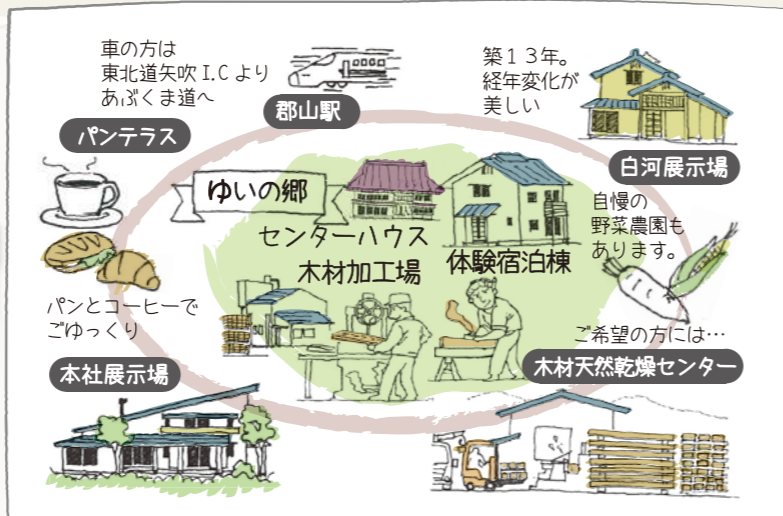 車の方は
東北道矢吹I.Cより
あぶくま道へ
郡山駅
築13年。
経年変化が
美しい
パンテラス
白河展示場
ゆいの郷
センターハウス
木材加工場
体験宿泊棟
自慢の
野菜農園も
あります。
パンとコーヒーで
ごゆっくり
ご希望の方には…
本社展示場
木材天然乾燥センター